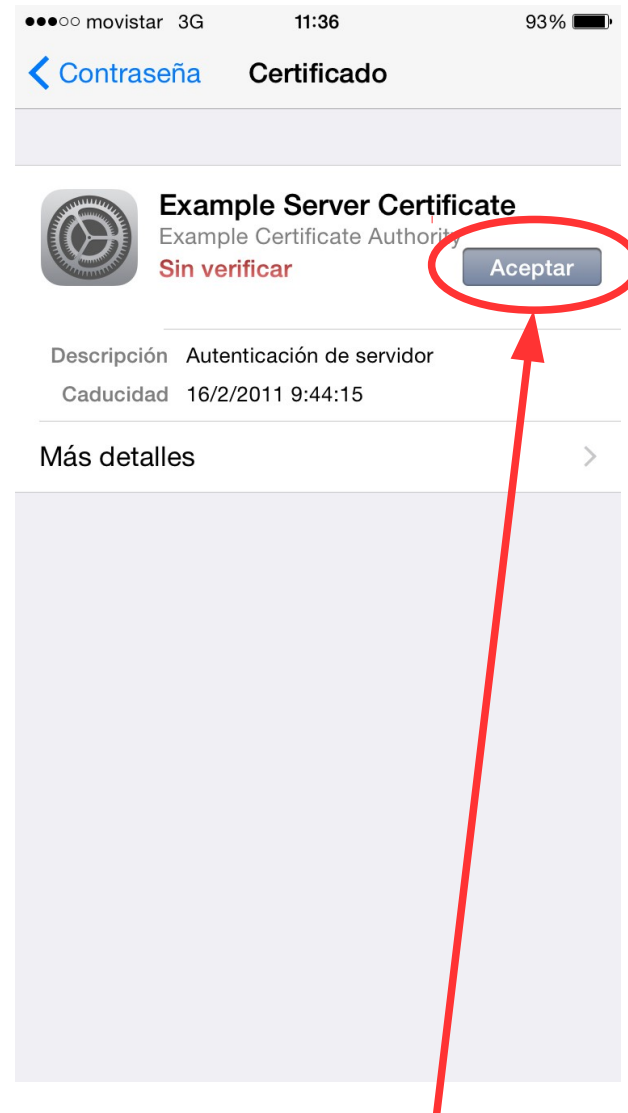 movistar 3G 11:36 93%
Contraseña Certificado
Example Server Certificate
Example Certificate Authority
Sin verificar Aceptar
Descripción Autenticación de servidor
Caducidad 16/2/2011 9:44:15
Más detalles